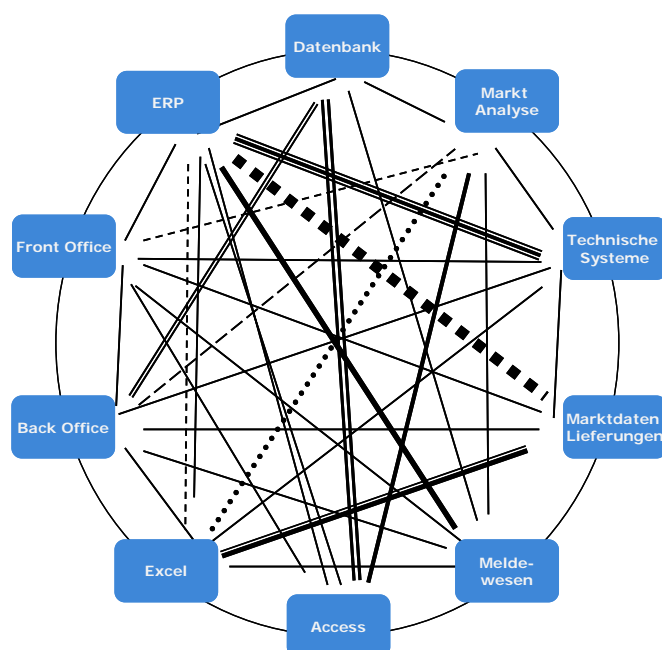 Datenbank
ERP
Markt
Analyse
Front Office
Technische
Systeme
Back Office
Marktdaten
Lieferungen
Excel
Melde-
wesen
Access